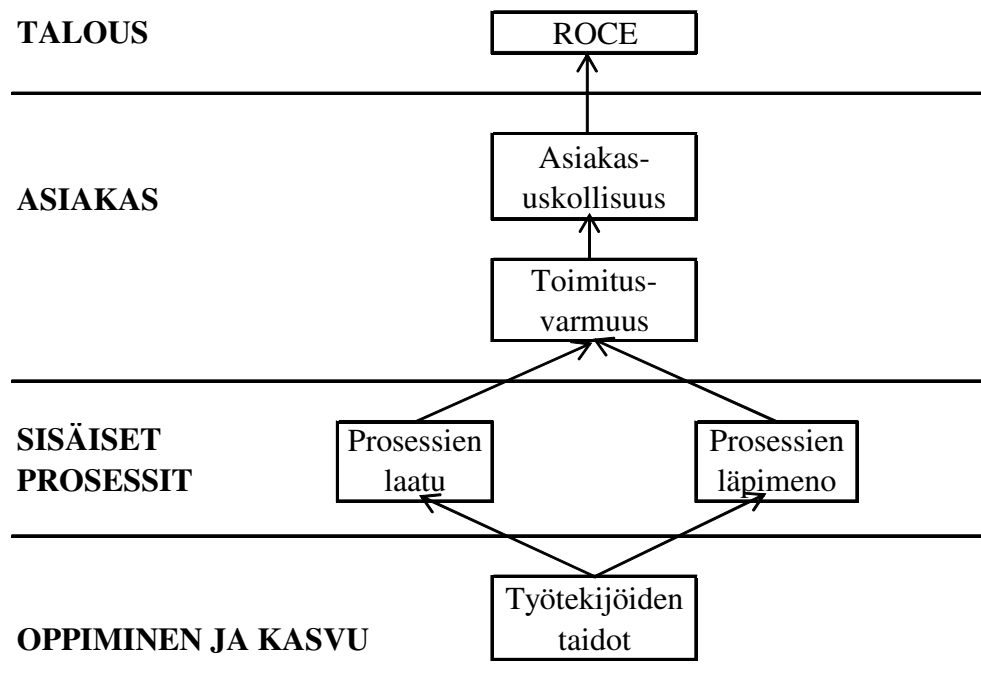 TALOUS
ROCE
ASIAKAS
Asiakas-
uskollisuus
Toimitus-
varmuus
SISÄISET
PROSESSIT
Prosessien
laatu
Prosessien
läpimeno
OPPIMINEN JA KASVU
Työtekijöiden
taidot